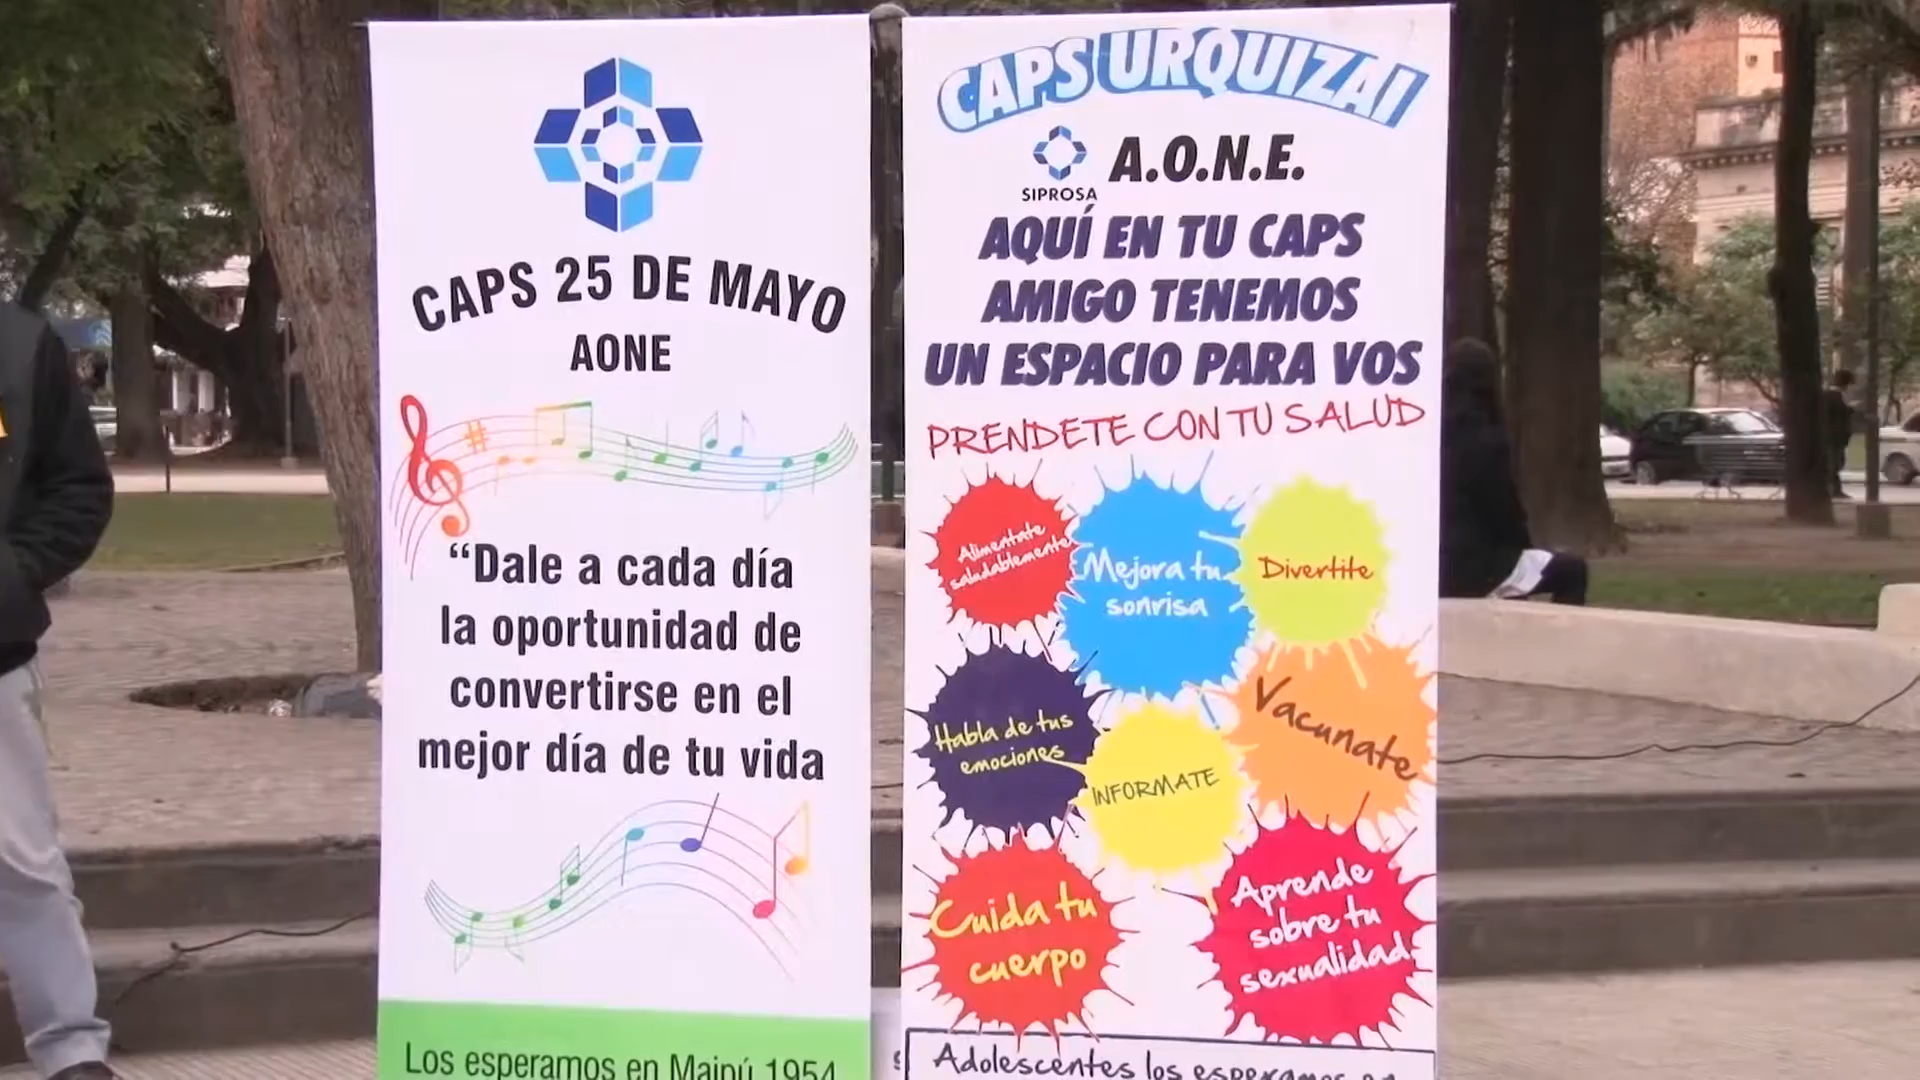 CAPS 25 DE MAYO
AONE
“Dale a cada día
la oportunidad de
convertirse en el
mejor día de tu vida
Los esperamos en Maipú 1954
CAPS URQUIZA I
SIPROSA
A.O.N.E.
AQUÍ EN TU CAPS
AMIGO TENEMOS
UN ESPACIO PARA VOS
PRENDETE CON TU SALUD
Alimentate
saludablemente
Mejora tu
sonrisa
Divertite
Habla de tus
emociones
INFORMATE
Vacunate
Cuida tu
cuerpo
Aprende
sobre tu
sexualidad
Adolescentes los esperamos en